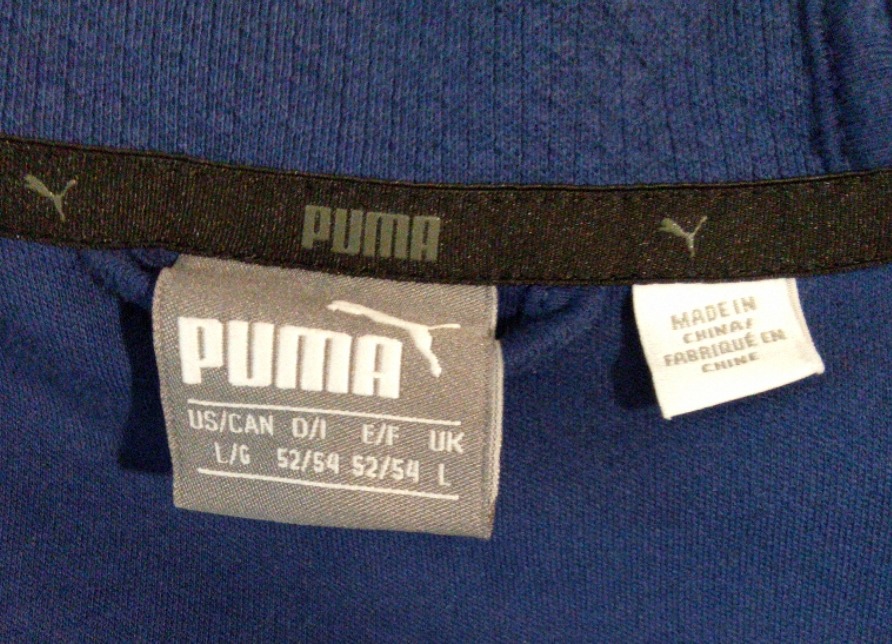 PUMA
PUMA
US/CAN D/I E/F UK
L/G 52/54 52/54 L
MADE IN
CHINA/
FABRIQUÉ EN
CHINE